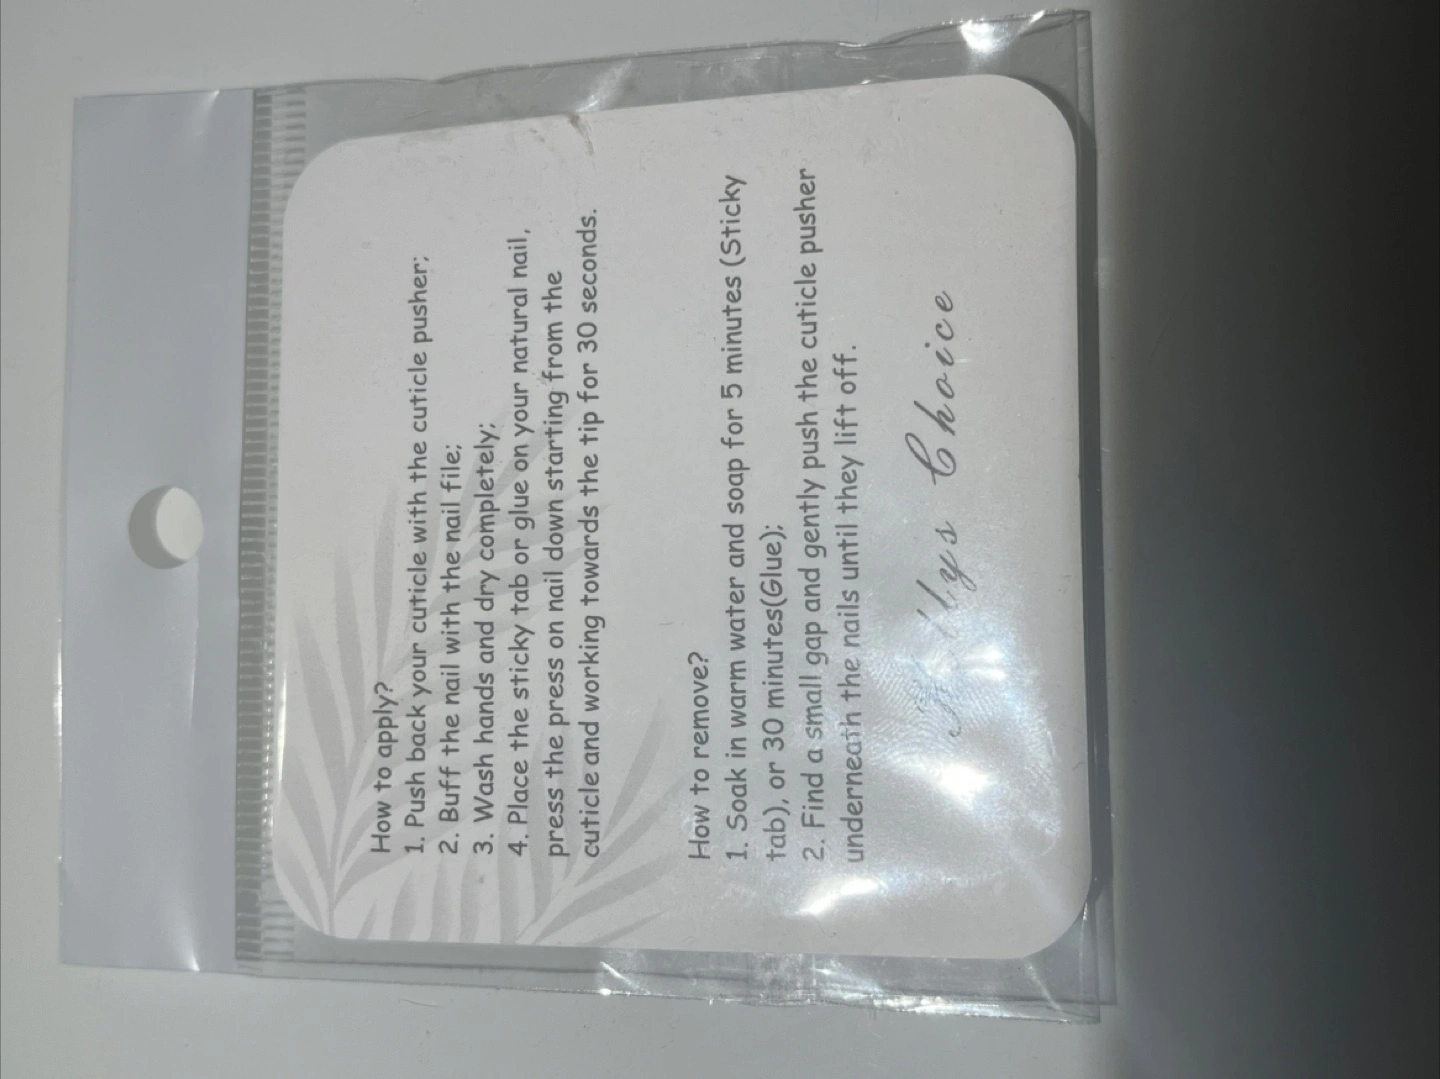 How to apply?
1. Push back your cuticle with the cuticle pusher;
2. Buff the nail with the nail file;
3. Wash hands and dry completely;
4. Place the sticky tab or glue on your natural nail,
press the press on nail down starting from the
cuticle and working towards the tip for 30 seconds.
How to remove?
1. Soak in warm water and soap for 5 minutes (Sticky
tab), or 30 minutes(Glue);
2. Find a small gap and gently push the cuticle pusher
underneath the nails until they lift off.
Choice